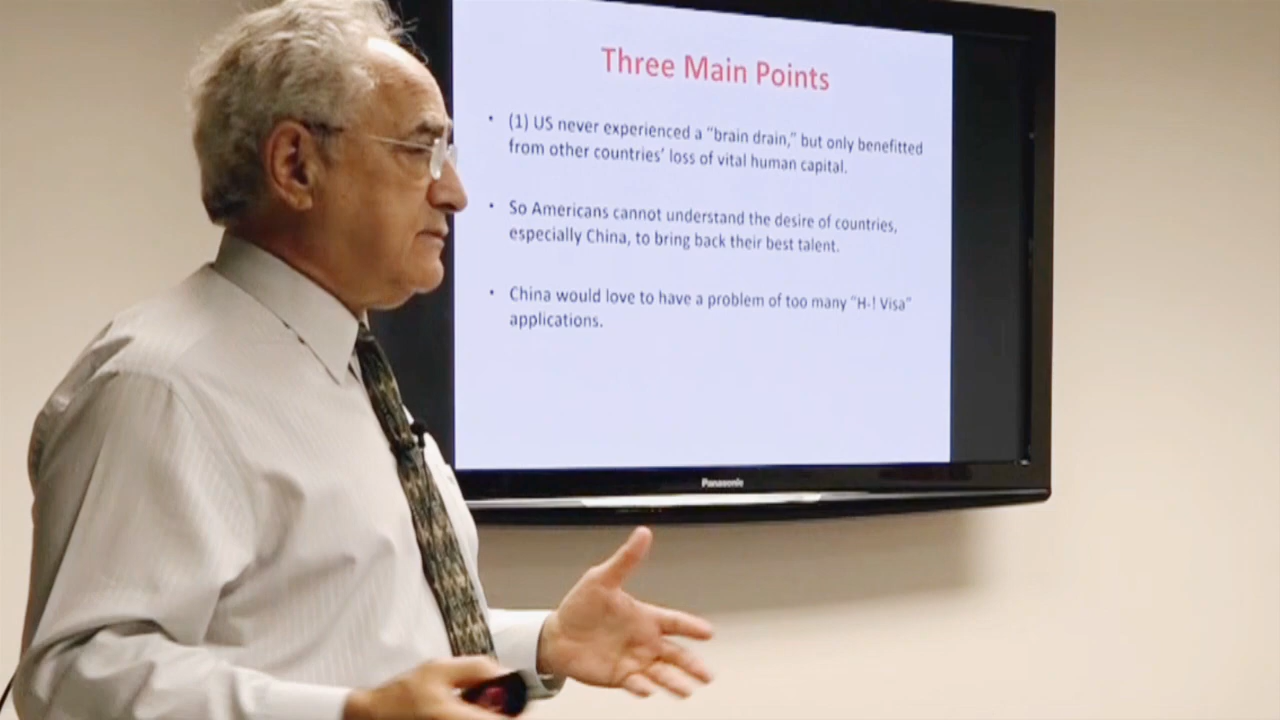 Three Main Points
• (1) US never experienced a "brain drain," but only benefitted
from other countries' loss of vital human capital.
• So Americans cannot understand the desire of countries,
especially China, to bring back their best talent.
• China would love to have a problem of too many "H-! Visa"
applications.
Panasonic